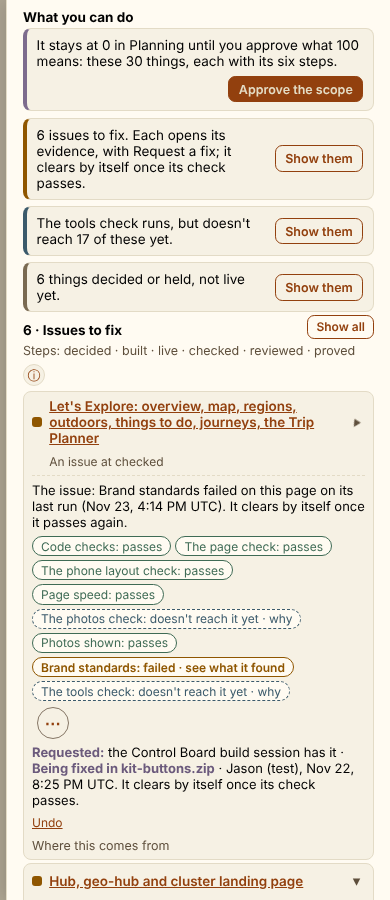 What you can do
It stays at 0 in Planning until you approve what 100
means: these 30 things, each with its six steps.
Approve the scope
6 issues to fix. Each opens its
evidence, with Request a fix; it
clears by itself once its check
passes.
Show them
The tools check runs, but doesn't
reach 17 of these yet.
Show them
6 things decided or held, not live
yet.
Show them
6 · Issues to fix
Show all
Steps: decided · built · live · checked · reviewed · proved
ⓘ
Let's Explore: overview, map, regions,
outdoors, things to do, journeys, the Trip
Planner
An issue at checked
The issue: Brand standards failed on this page on its
last run (Nov 23, 4:14 PM UTC). It clears by itself once
it passes again.
Code checks: passes
The page check: passes
The phone layout check: passes
Page speed: passes
The photos check: doesn't reach it yet · why
Photos shown: passes
Brand standards: failed · see what it found
The tools check: doesn't reach it yet · why
···
Requested: the Control Board build session has it ·
Being fixed in kit-buttons.zip · Jason (test), Nov 22,
8:25 PM UTC. It clears by itself once its check
passes.
Undo
Where this comes from
Hub, geo-hub and cluster landing page